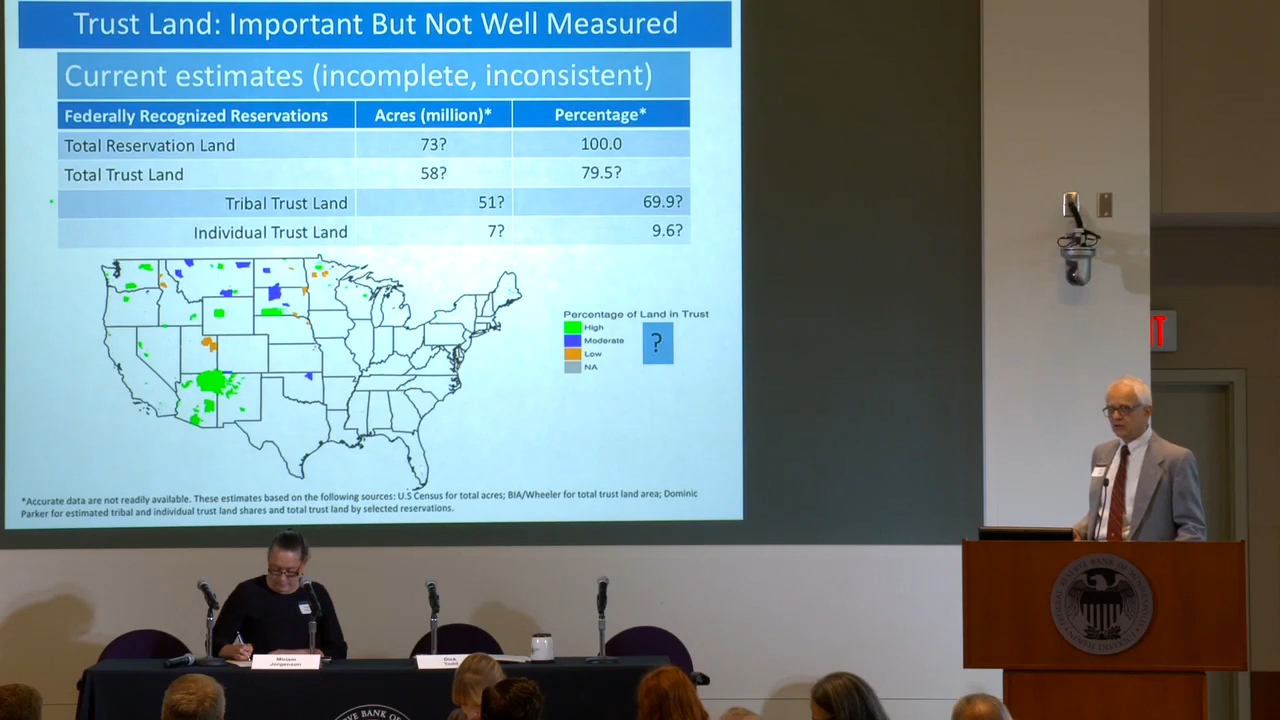 Trust Land: Important But Not Well Measured
Current estimates (incomplete, inconsistent)
Federally Recognized Reservations Acres (million)* Percentage*
Total Reservation Land 73? 100.0
Total Trust Land 58? 79.5?
Tribal Trust Land 51? 69.9?
Individual Trust Land 7? 9.6?
Percentage of Land in Trust
High
Moderate
Low
NA
?
*Accurate data are not readily available. These estimates based on the following sources: U.S Census for total acres; BIA/Wheeler for total trust land area; Dominic
Parker for estimated tribal and individual trust land shares and total trust land by selected reservations.
IT
Miriam
Jorgensen
Dick
Todd